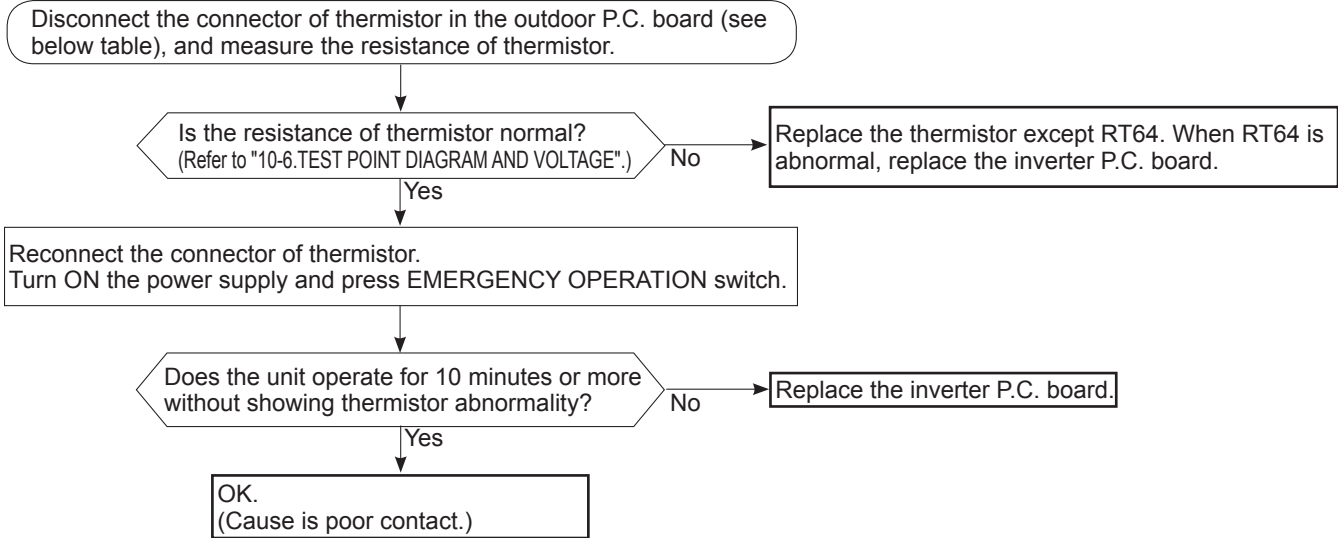 Disconnect the connector of thermistor in the outdoor P.C. board (see
below table), and measure the resistance of thermistor.
Is the resistance of thermistor normal?
(Refer to "10-6.TEST POINT DIAGRAM AND VOLTAGE".)
No
Replace the thermistor except RT64. When RT64 is
abnormal, replace the inverter P.C. board.
Yes
Reconnect the connector of thermistor.
Turn ON the power supply and press EMERGENCY OPERATION switch.
Does the unit operate for 10 minutes or more
without showing thermistor abnormality?
No
Replace the inverter P.C. board.
Yes
OK.
(Cause is poor contact.)